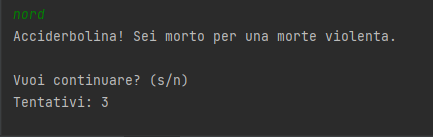 nord
Acciderbolina! Sei morto per una morte violenta.
Vuoi continuare? (s/n)
Tentativi: 3